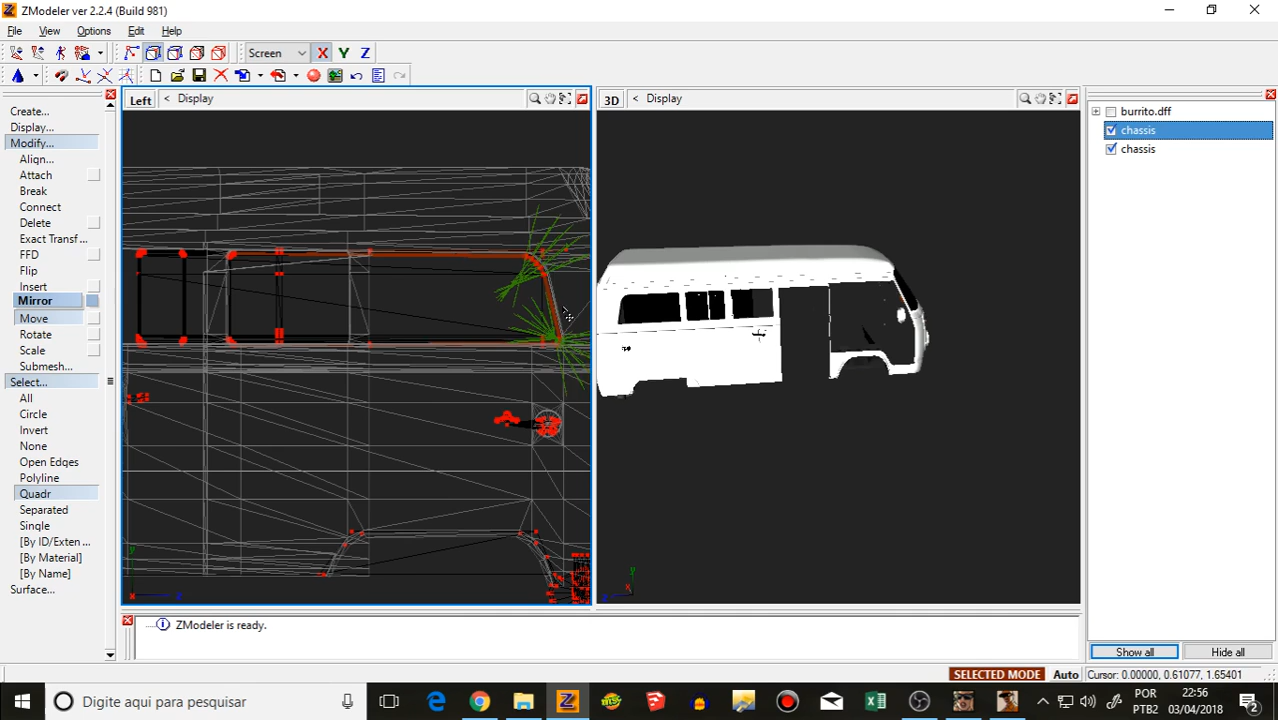 ZModeler ver 2.2.4 (Build 981)
File View Options Edit Help
Screen X Y Z
Left < Display
3D < Display
Create...
Display...
Modify...
Align...
Attach
Break
Connect
Delete
Exact Transf ...
FFD
Flip
Insert
Mirror
Move
Rotate
Scale
Submesh...
Select...
All
Circle
Invert
None
Open Edges
Polyline
Quadr
Separated
Single
[By ID/Exten ...
[By Material]
[By Name]
Surface...
burrito.dff
chassis
chassis
y
x
z
y
x
ZModeler is ready.
Show all Hide all
SELECTED MODE Auto Cursor: 0.00000, 0.61077, 1.65401
Digite aqui para pesquisar
POR
PTB2
22:56
03/04/2018
2